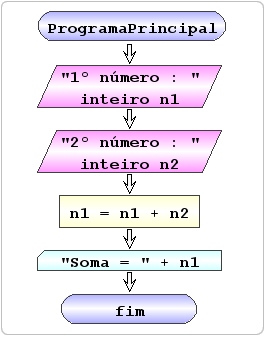 ProgramaPrincipal
"1° número : "
inteiro n1
"2° número : "
inteiro n2
n1 = n1 + n2
"Soma = " + n1
fim